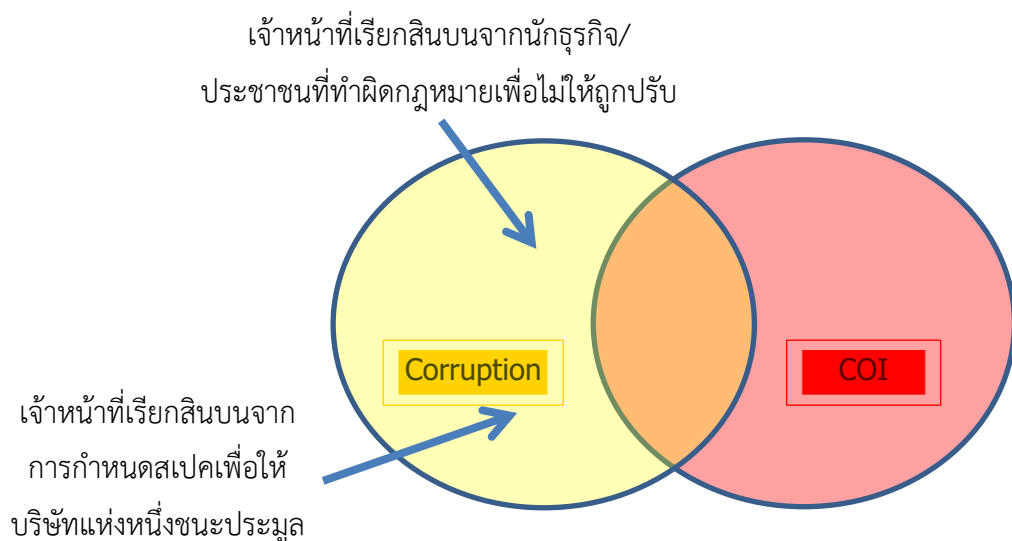 เจ้าหน้าที่เรียกสินบนจากนักธุรกิจ/
ประชาชนที่ทำผิดกฎหมายเพื่อไม่ให้ถูกปรับ
Corruption
COI
เจ้าหน้าที่เรียกสินบนจาก
การกำหนดสเปคเพื่อให้
บริษัทแห่งหนึ่งชนะประมูล